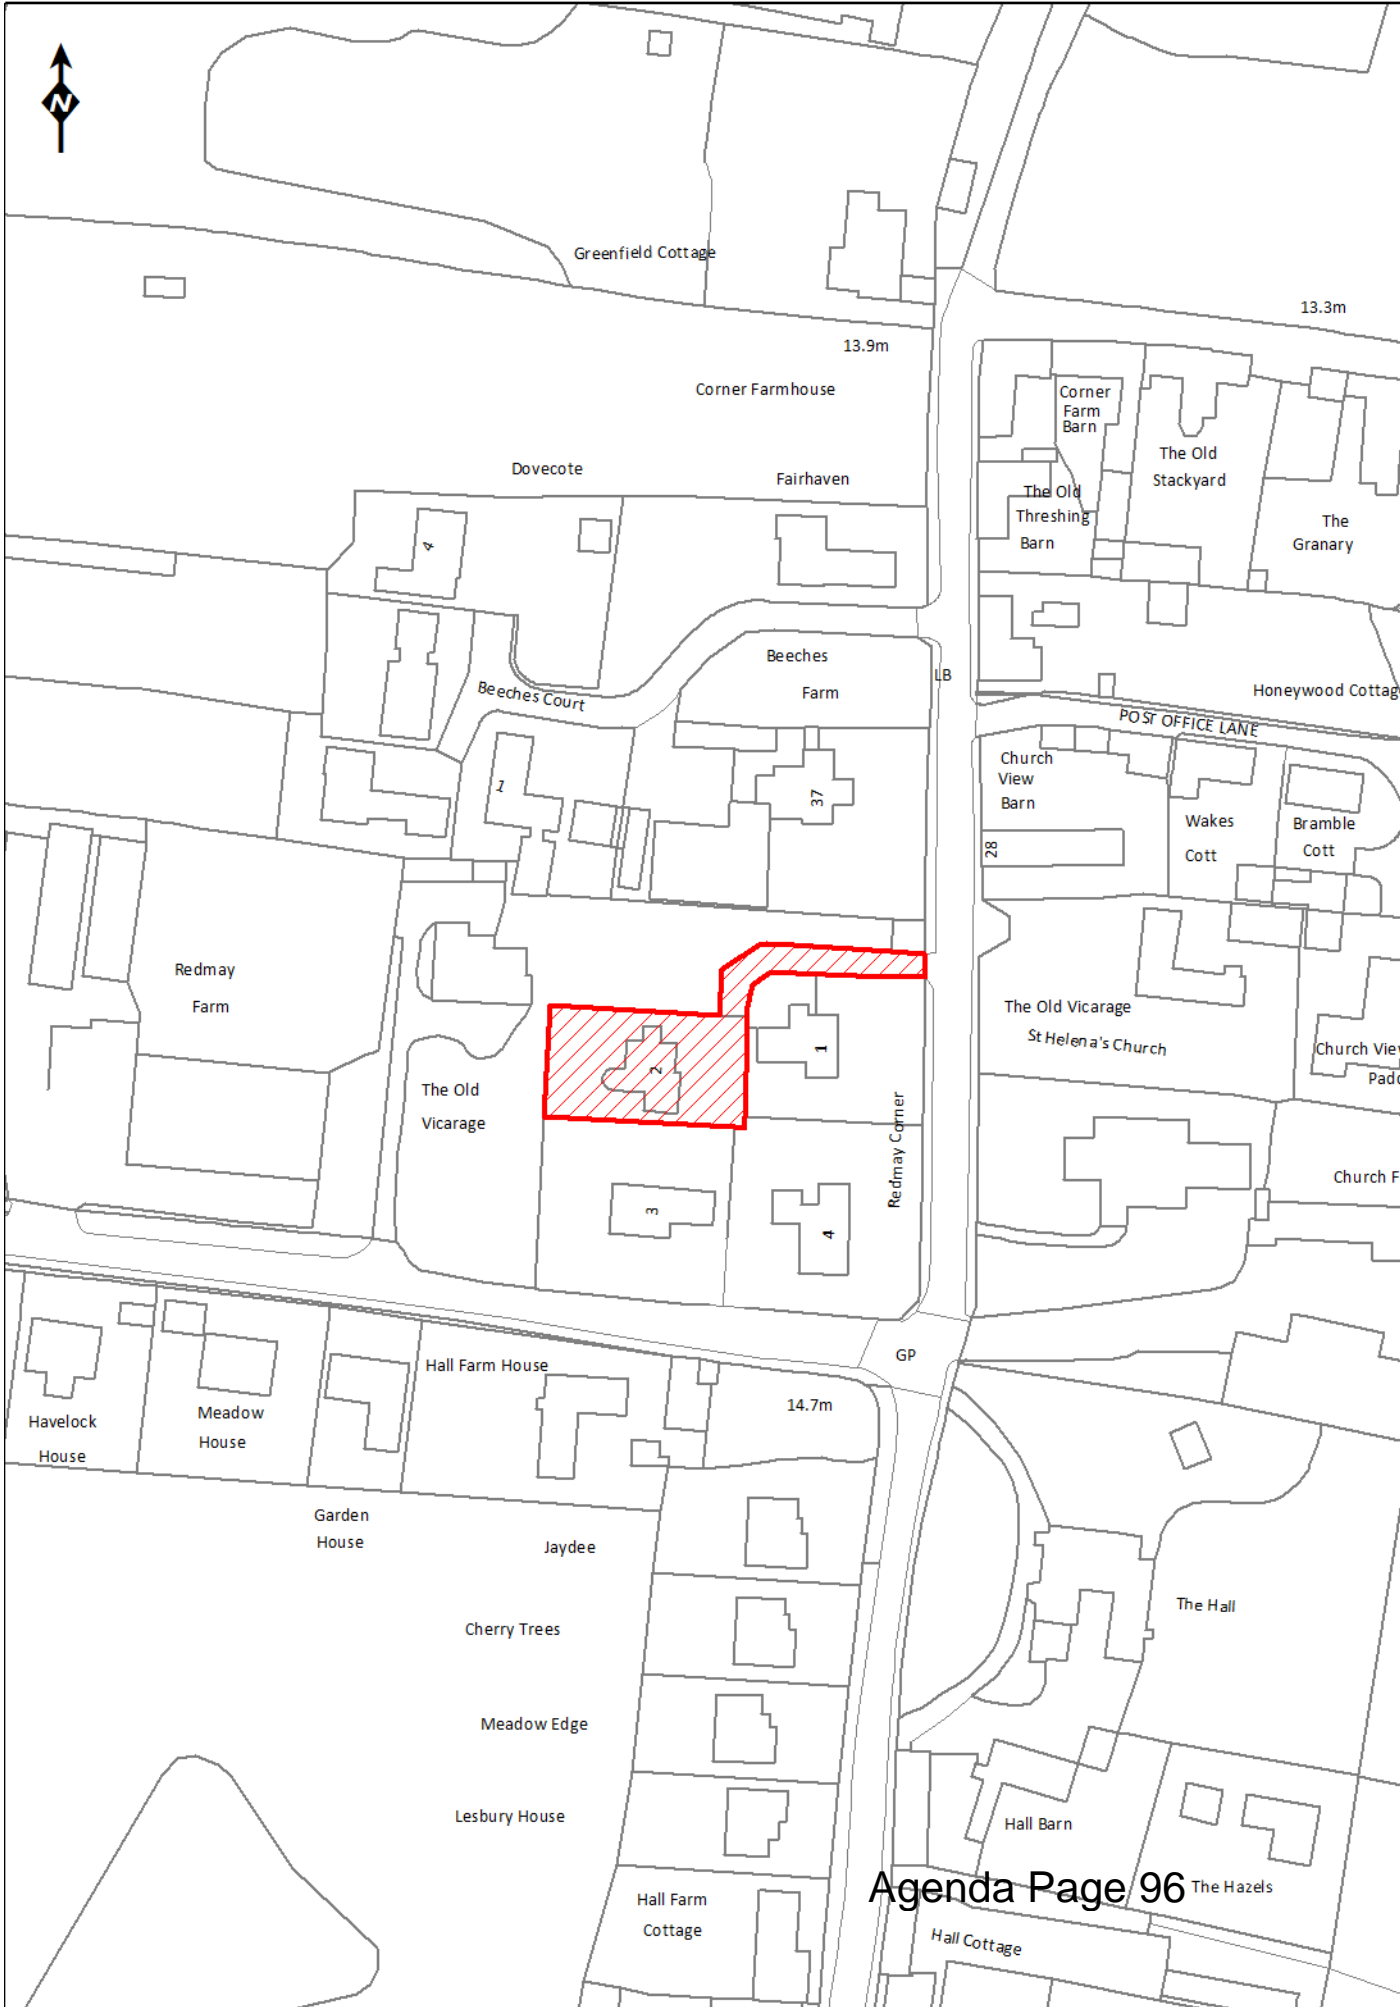 N
Greenfield Cottage
13.3m
13.9m
Corner Farmhouse
Corner
Farm
Barn
The Old
Stackyard
Dovecote
Fairhaven
The Old
Threshing
Barn
The
Granary
4
Beeches
Farm
LB
Beeches Court
Honeywood Cottag
POST OFFICE LANE
Church
View
Barn
1
37
28
Wakes
Cott
Bramble
Cott
Redmay
Farm
The Old Vicarage
St Helena's Church
Church Vie
Padd
1
2
The Old
Vicarage
Redmay Corner
Church F
3
4
GP
Hall Farm House
14.7m
Havelock
House
Meadow
House
Garden
House
Jaydee
Cherry Trees
The Hall
Meadow Edge
Lesbury House
Hall Barn
Agenda Page 96
The Hazels
Hall Farm
Cottage
Hall Cottage